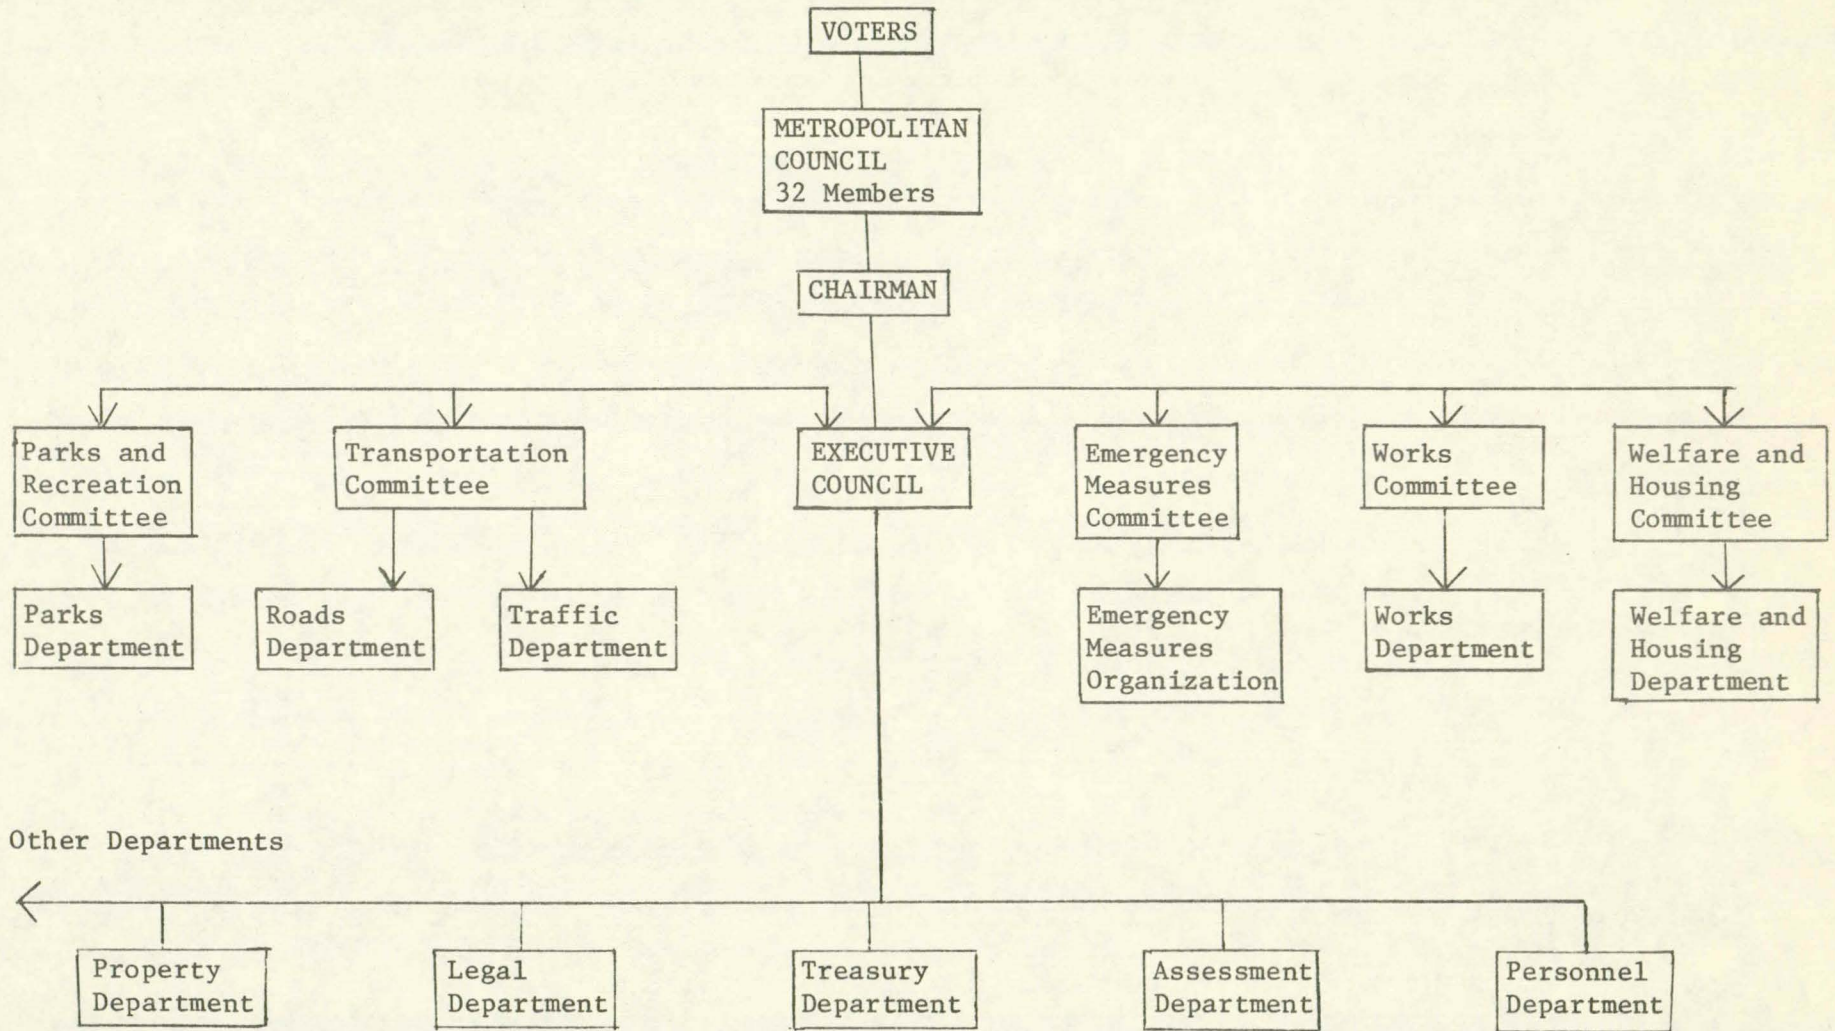 VOTERS
METROPOLITAN
COUNCIL
32 Members
CHAIRMAN
Parks and
Recreation
Committee
Transportation
Committee
EXECUTIVE
COUNCIL
Emergency
Measures
Committee
Works
Committee
Welfare and
Housing
Committee
Parks
Department
Roads
Department
Traffic
Department
Emergency
Measures
Organization
Works
Department
Welfare and
Housing
Department
Other Departments
Property
Department
Legal
Department
Treasury
Department
Assessment
Department
Personnel
Department